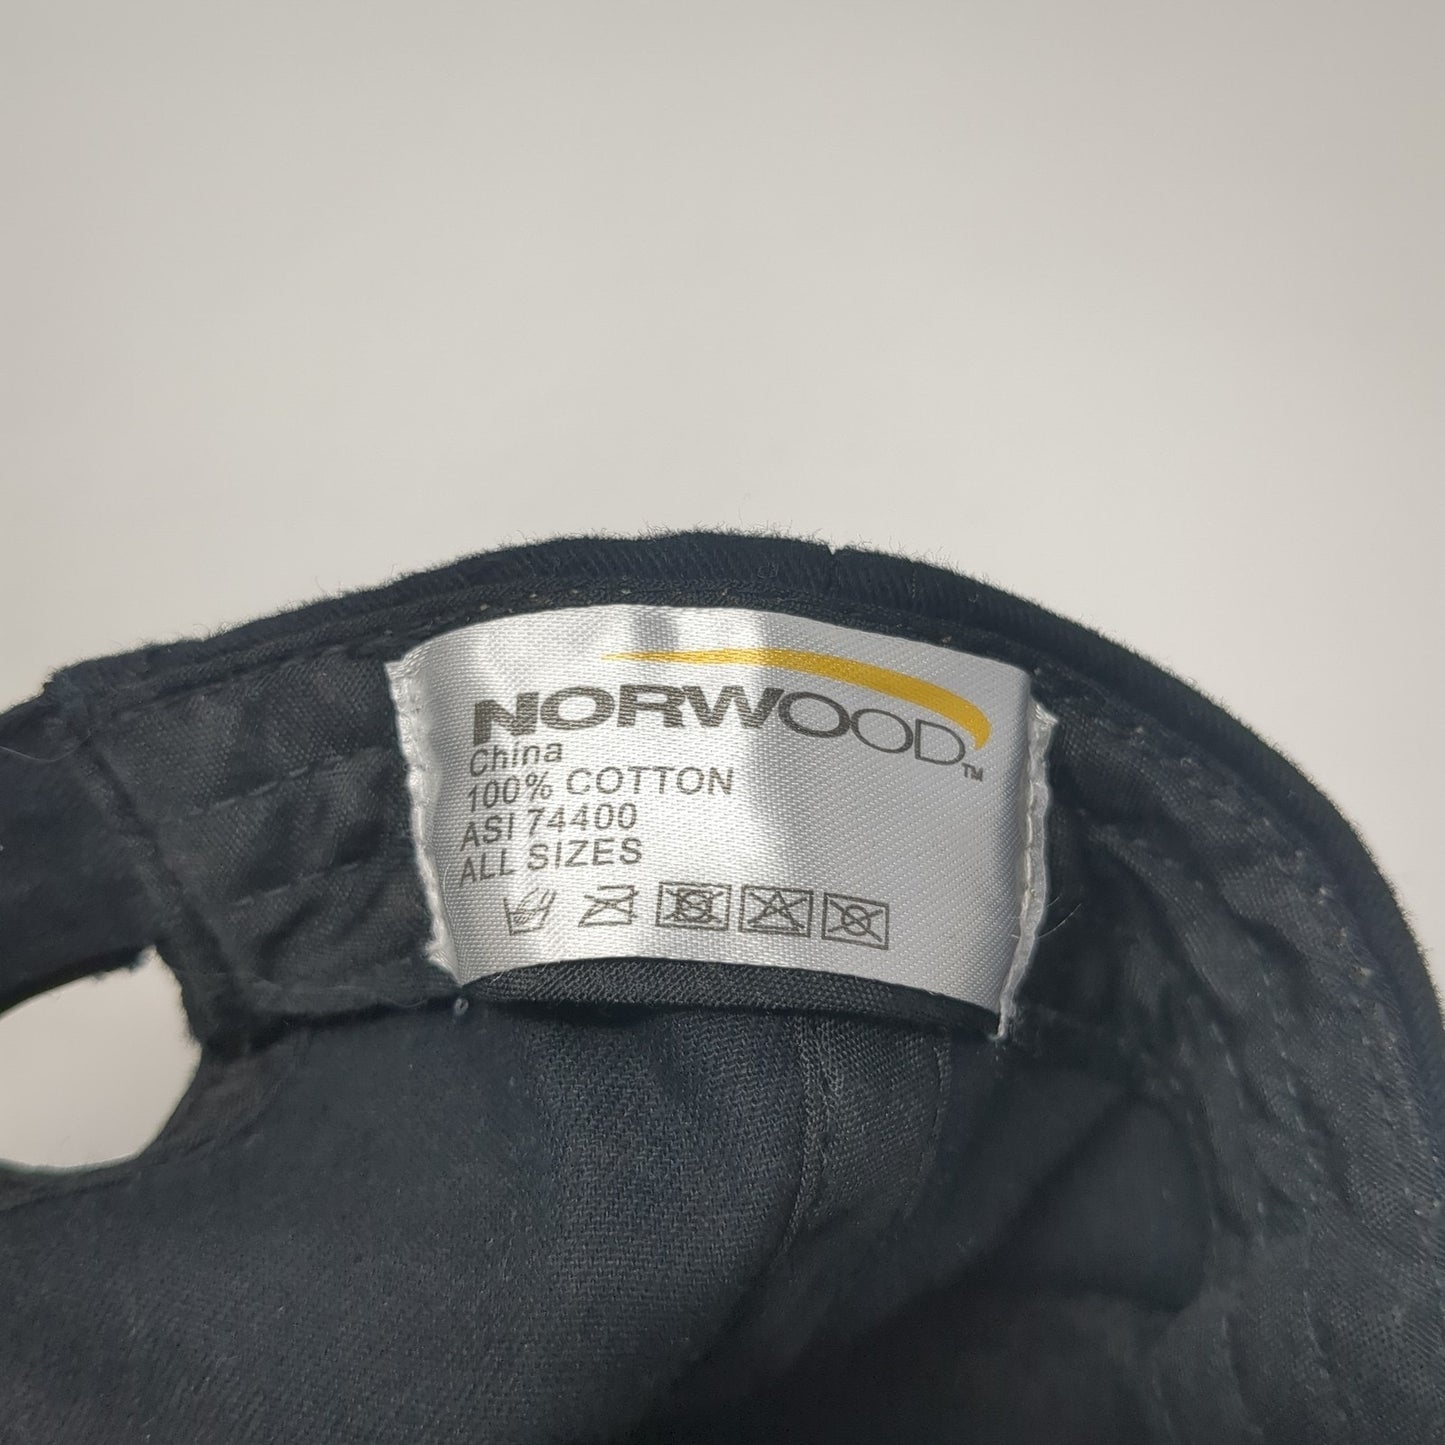 NORWOOD™
China
100% COTTON
ASI 74400
ALL SIZES